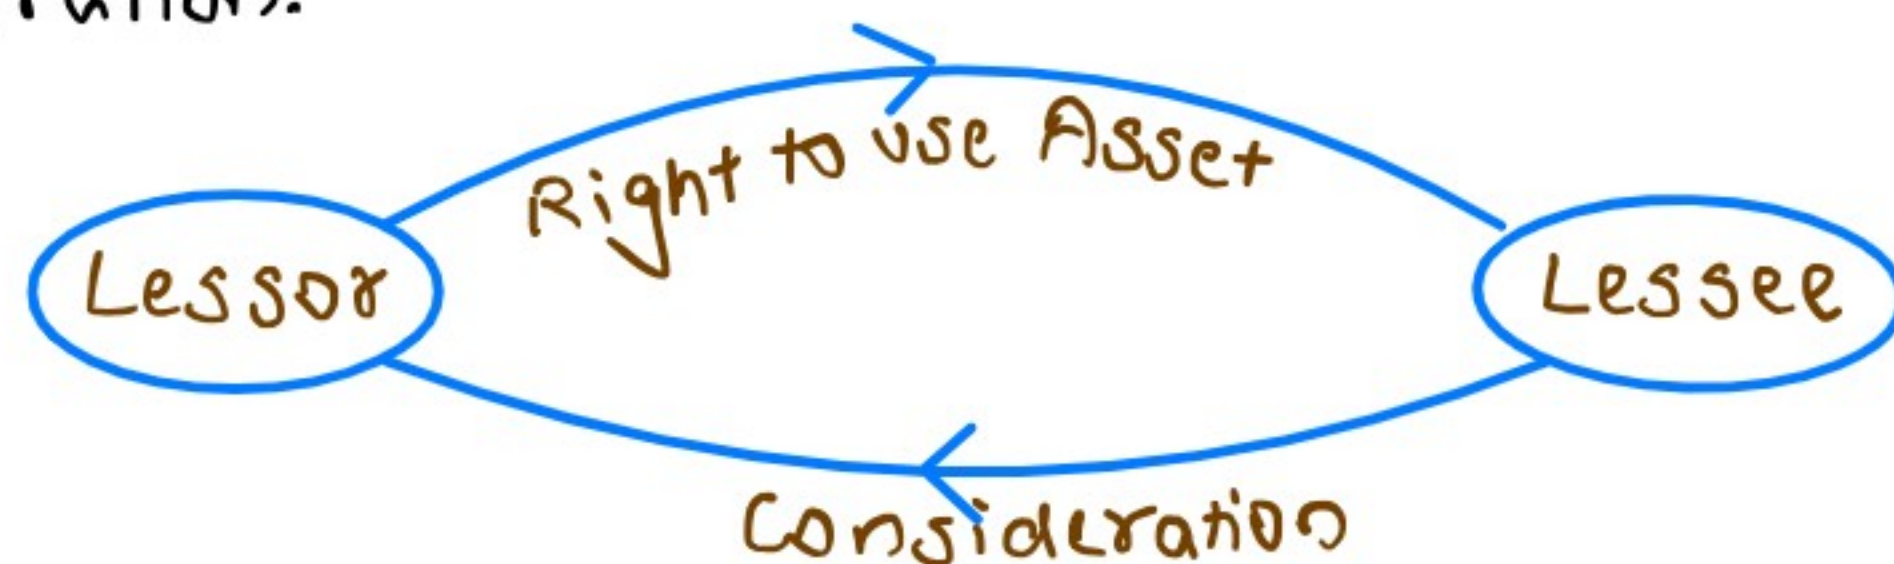 Right to use Asset
Lessor
Lessee
Consideration